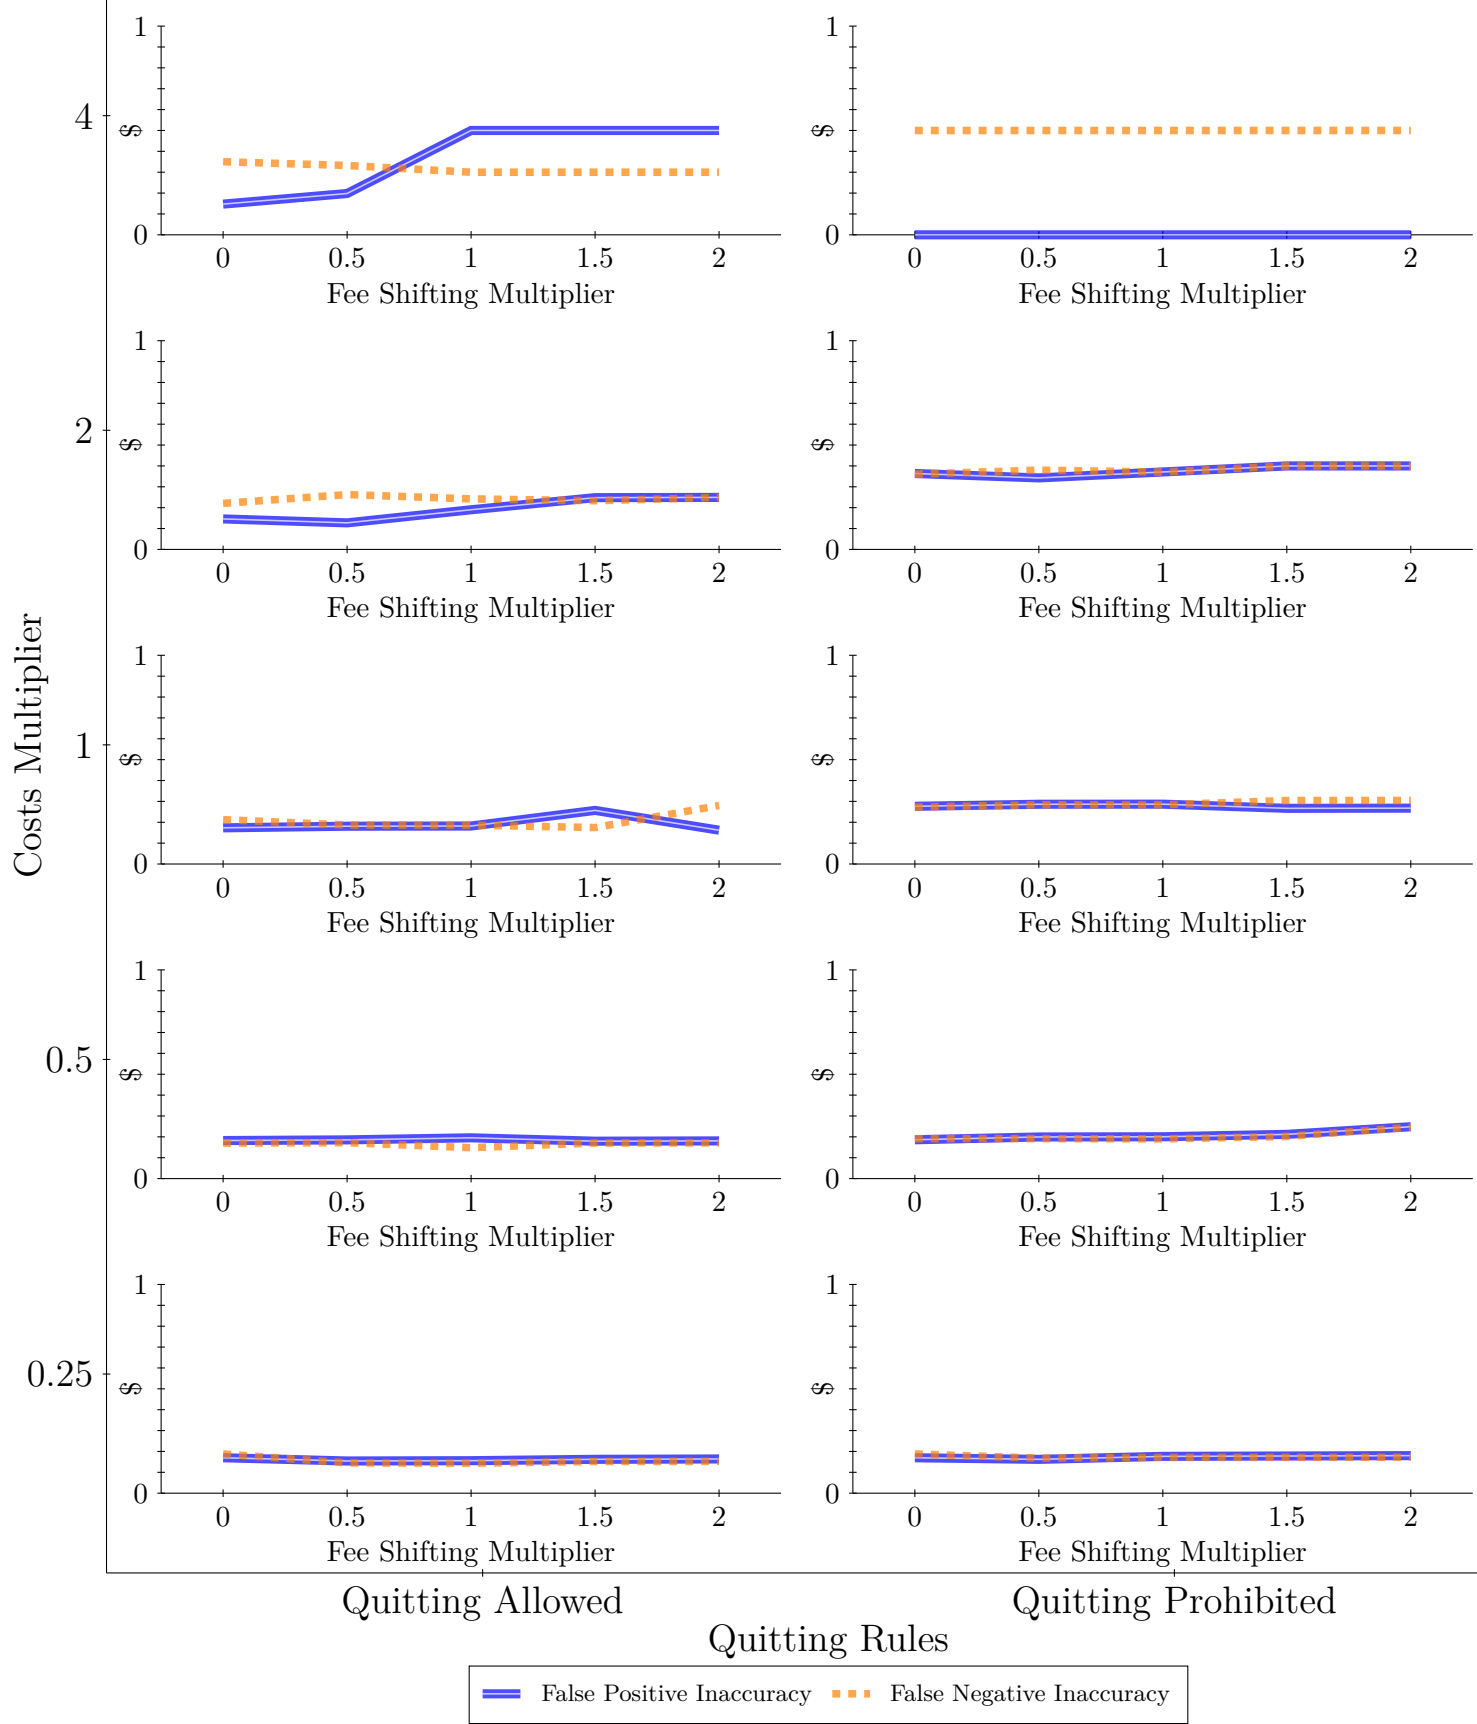 1
$
0
0 0.5 1 1.5 2
Fee Shifting Multiplier
1
$
0
0 0.5 1 1.5 2
Fee Shifting Multiplier
4
1
$
0
0 0.5 1 1.5 2
Fee Shifting Multiplier
1
$
0
0 0.5 1 1.5 2
Fee Shifting Multiplier
2
Costs Multiplier
1
$
0
0 0.5 1 1.5 2
Fee Shifting Multiplier
1
$
0
0 0.5 1 1.5 2
Fee Shifting Multiplier
1
1
$
0
0 0.5 1 1.5 2
Fee Shifting Multiplier
1
$
0
0 0.5 1 1.5 2
Fee Shifting Multiplier
0.5
1
$
0
0 0.5 1 1.5 2
Fee Shifting Multiplier
1
$
0
0 0.5 1 1.5 2
Fee Shifting Multiplier
0.25
Quitting Allowed
Quitting Prohibited
Quitting Rules
False Positive Inaccuracy
False Negative Inaccuracy